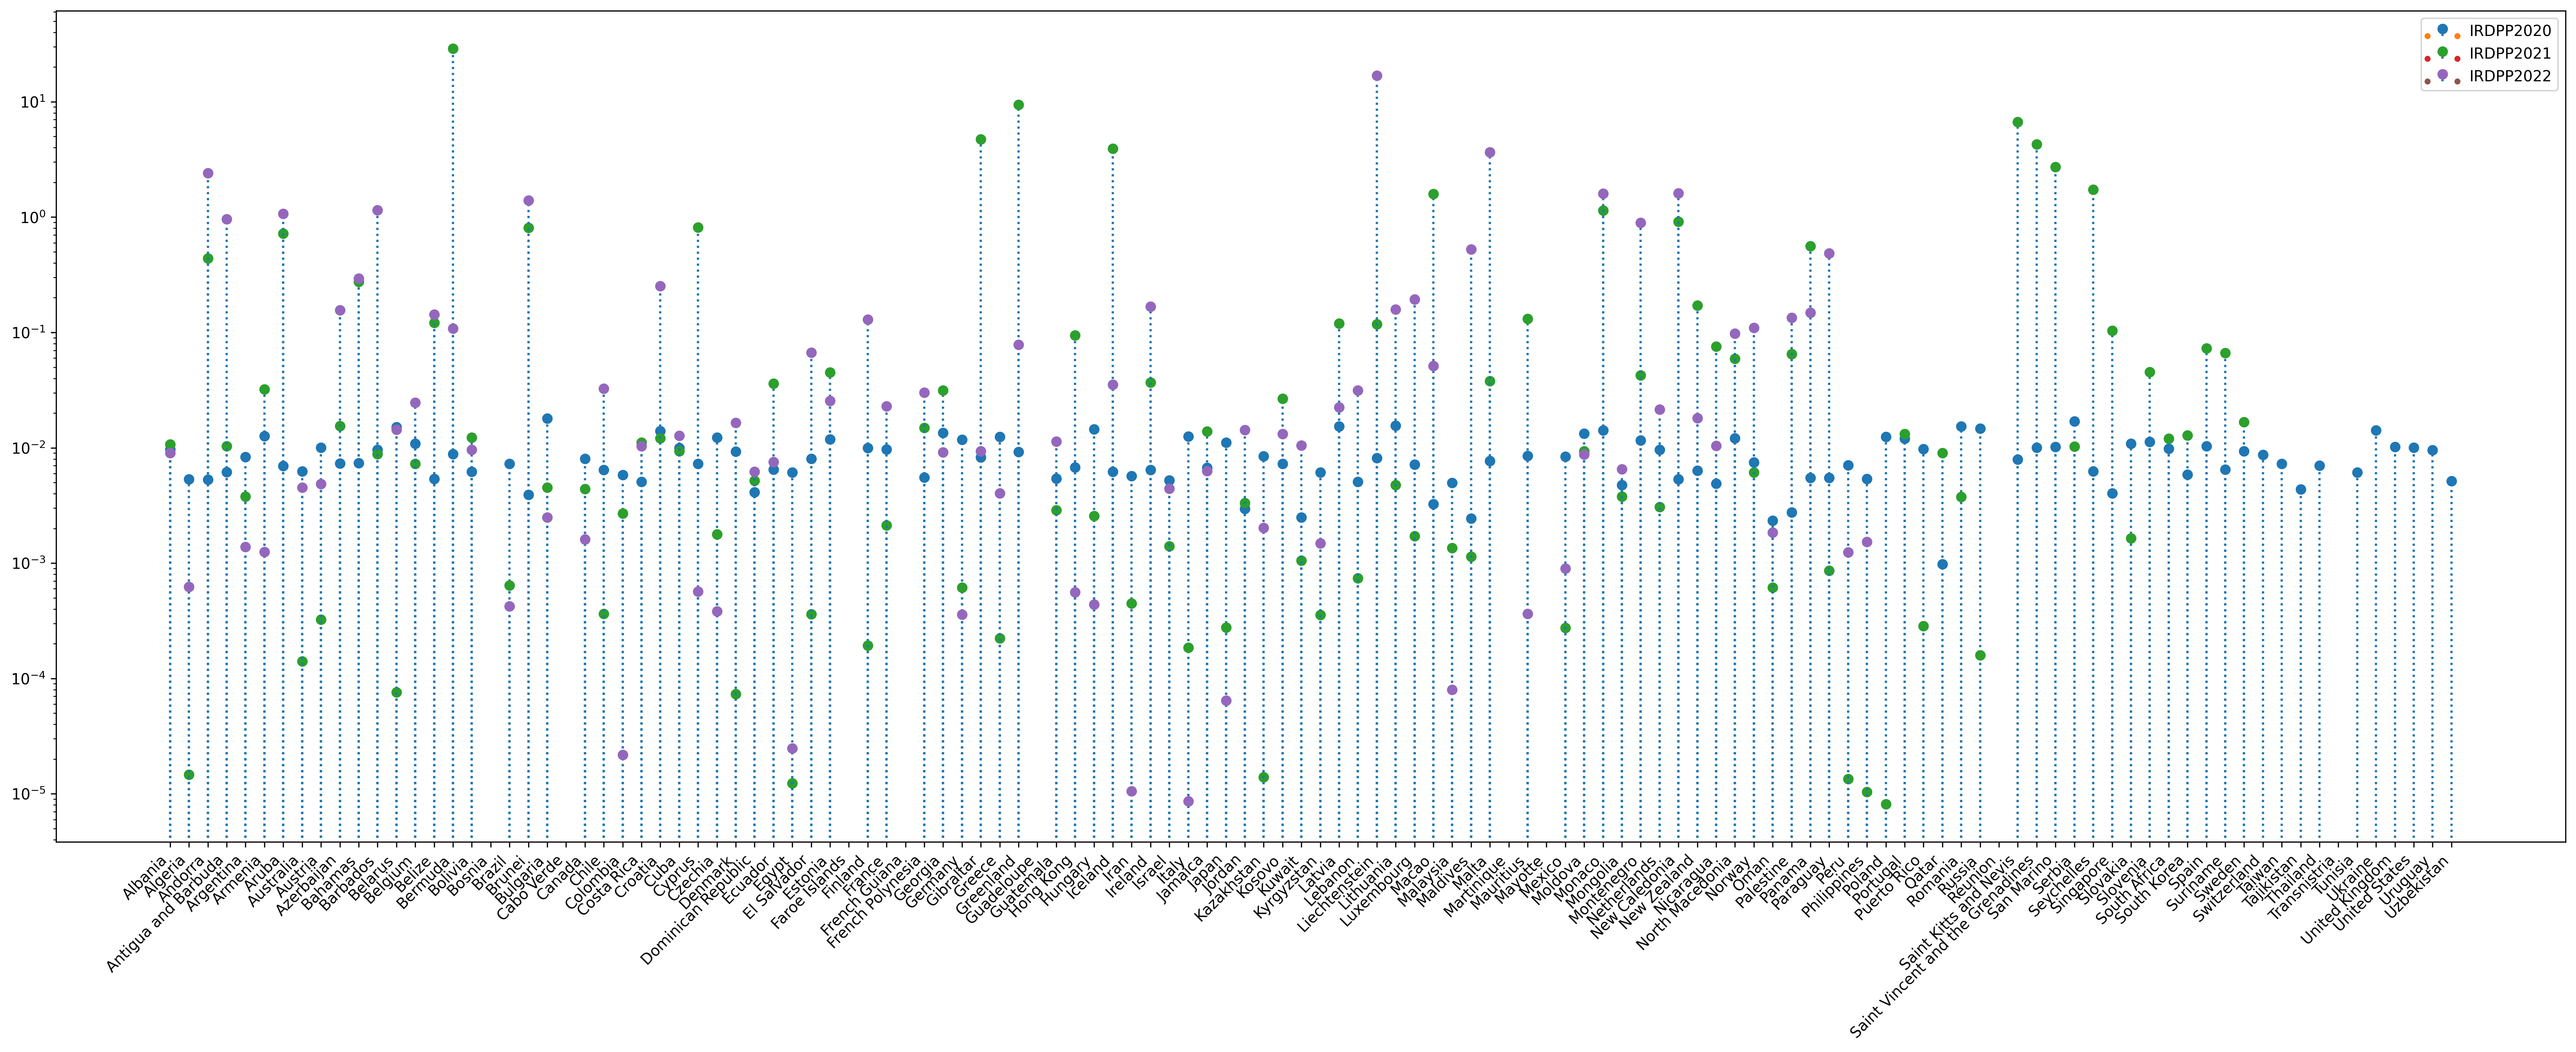 10¹
10⁰
10⁻¹
10⁻²
10⁻³
10⁻⁴
10⁻⁵
IRDPP2020
IRDPP2021
IRDPP2022
Albania
Algeria
Andorra
Antigua and Barbuda
Argentina
Armenia
Aruba
Australia
Austria
Azerbaijan
Bahamas
Barbados
Belarus
Belgium
Belize
Bermuda
Bolivia
Bosnia
Brazil
Brunei
Bulgaria
Cabo Verde
Canada
Chile
Colombia
Costa Rica
Croatia
Cuba
Cyprus
Czechia
Denmark
Dominican Republic
Ecuador
Egypt
El Salvador
Estonia
Faroe Islands
Finland
France
French Guiana
French Polynesia
Georgia
Germany
Gibraltar
Greece
Greenland
Guadeloupe
Guatemala
Hong Kong
Hungary
Iceland
Iran
Ireland
Israel
Italy
Jamaica
Japan
Jordan
Kazakhstan
Kosovo
Kuwait
Kyrgyzstan
Latvia
Lebanon
Liechtenstein
Lithuania
Luxembourg
Macao
Malaysia
Maldives
Malta
Martinique
Mauritius
Mayotte
Mexico
Moldova
Monaco
Mongolia
Montenegro
Netherlands
New Caledonia
New Zealand
Nicaragua
North Macedonia
Norway
Oman
Palestine
Panama
Paraguay
Peru
Philippines
Poland
Portugal
Puerto Rico
Qatar
Romania
Russia
Reunion
Saint Kitts and Nevis
Saint Vincent and the Grenadines
San Marino
Serbia
Seychelles
Singapore
Slovakia
Slovenia
South Africa
South Korea
Spain
Suriname
Sweden
Switzerland
Taiwan
Tajikistan
Thailand
Transnistria
Tunisia
Ukraine
United Kingdom
United States
Uruguay
Uzbekistan